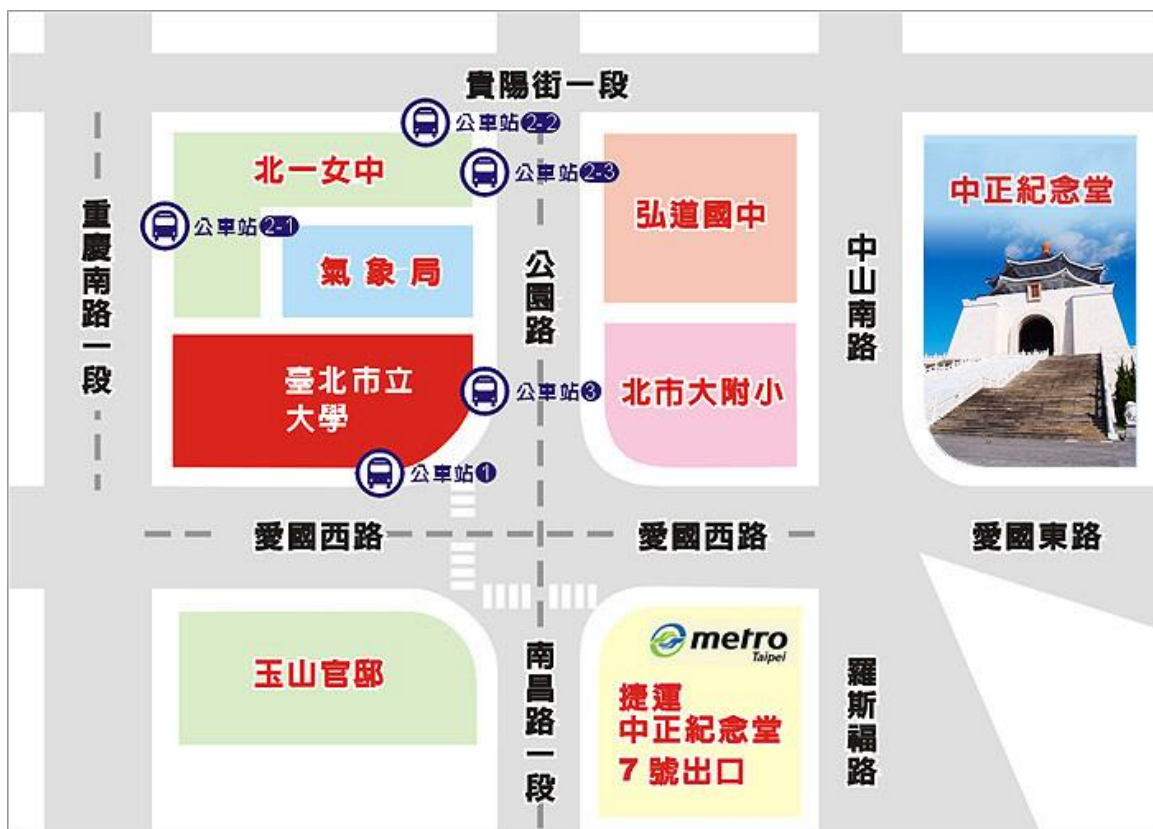 貴陽街一段
公車站2-2
北一女中
公車站2-3
中正紀念堂
弘道國中
重慶南路一段
公車站2-1
中山南路
氣象局
公園路
臺北市立
大學
公車站3
北市大附小
公車站1
愛國西路
愛國西路
愛國東路
metro
Taipei
玉山官邸
南昌路一段
捷運
中正紀念堂
7號出口
羅斯福路